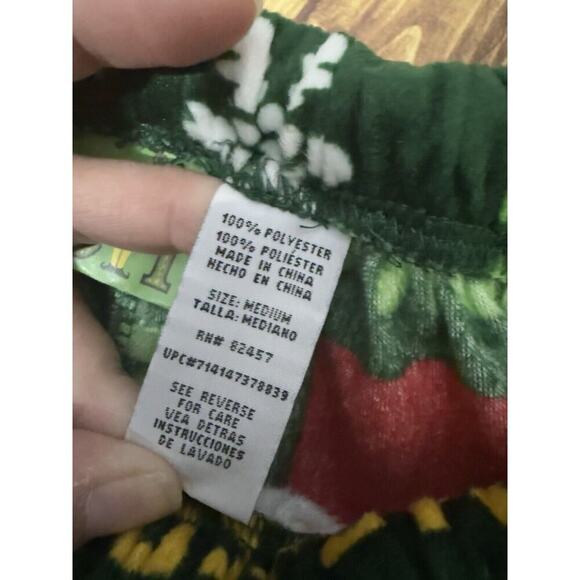 100% POLYESTER
100% POLIÉSTER
MADE IN CHINA
HECHO EN CHINA
SIZE: MEDIUM
TALLA: MEDIANO
RN# 82457
UPC#714147378839
SEE REVERSE
FOR CARE
VEA DETRAS
INSTRUCCIONES
DE LAVADO